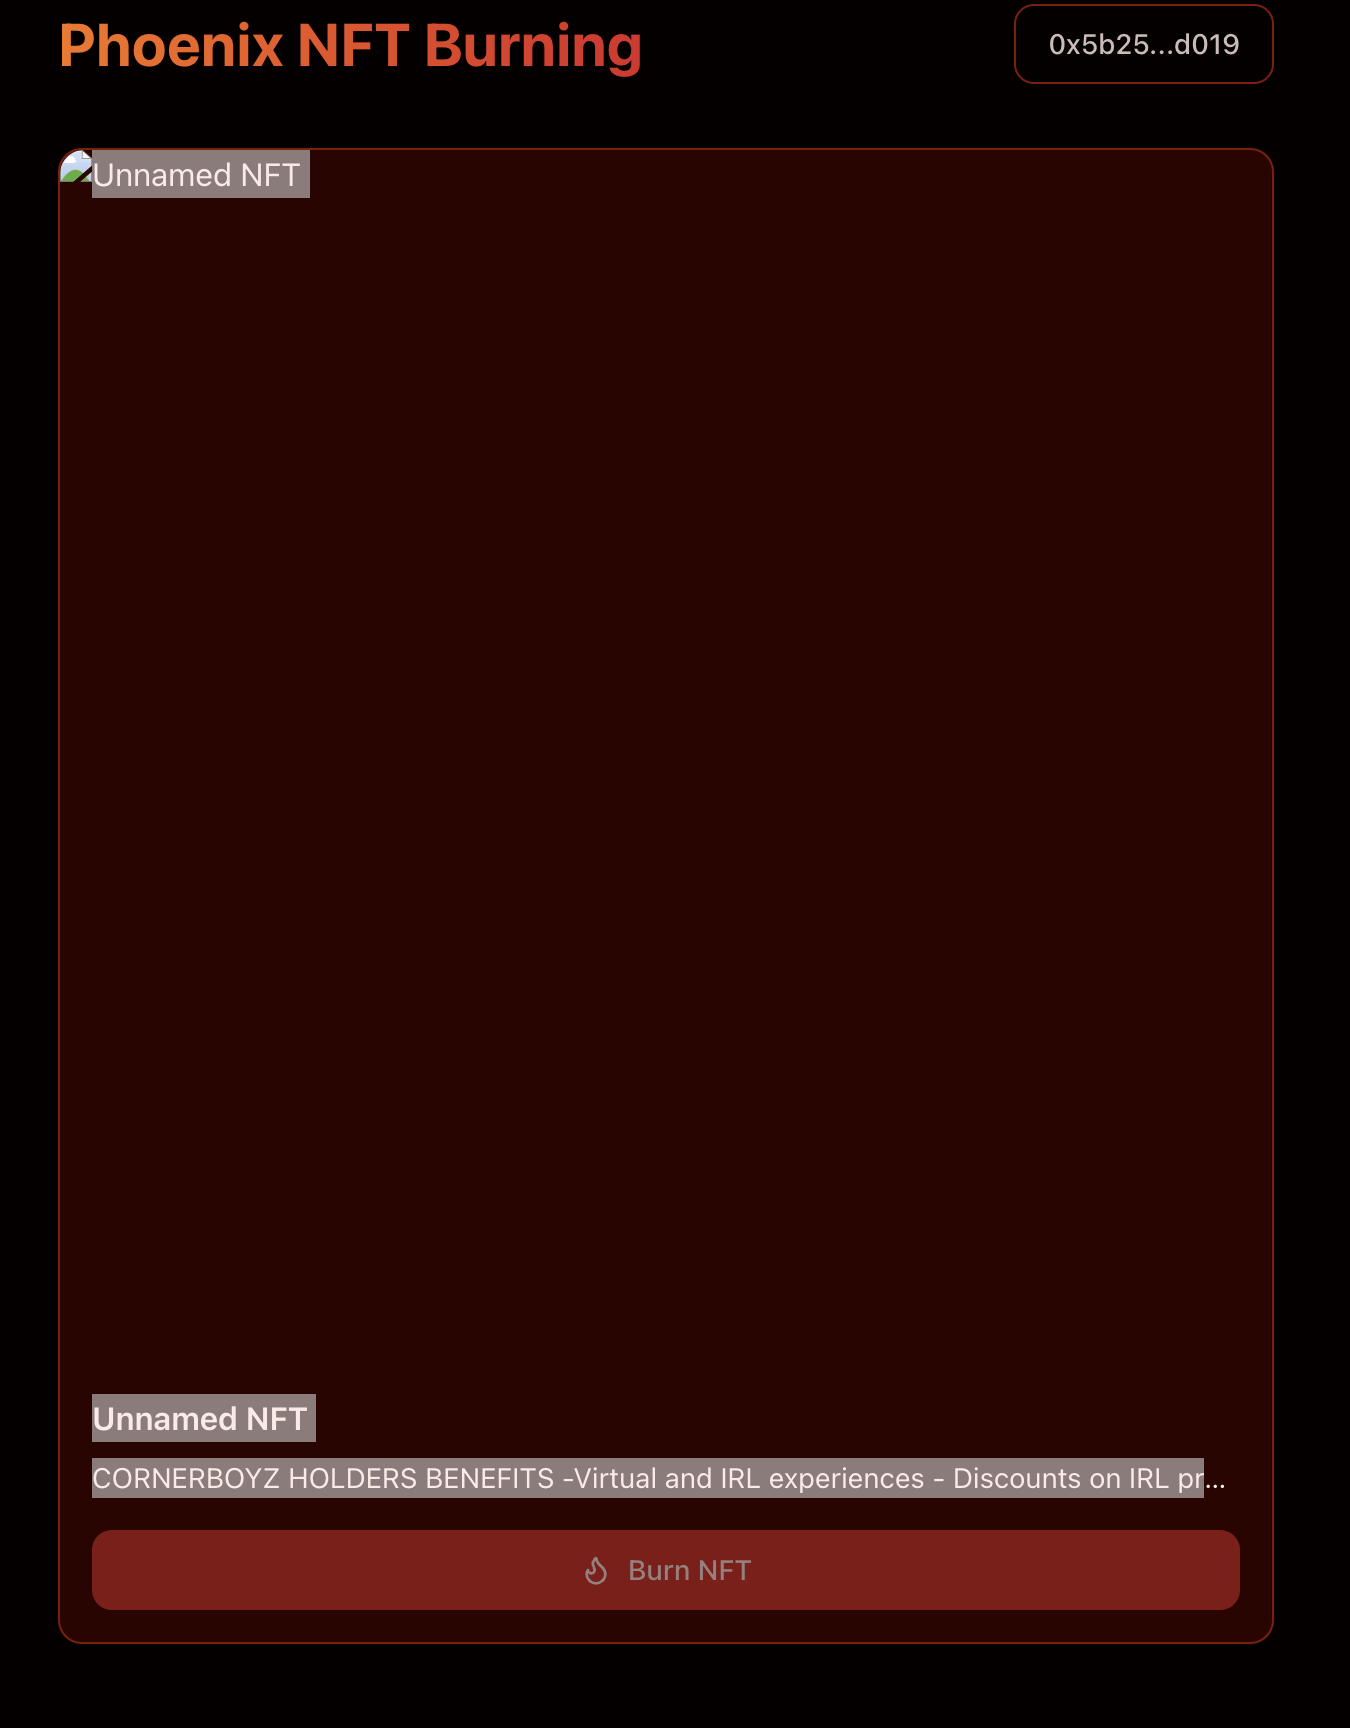 Phoenix NFT Burning
0x5b25...d019
Unnamed NFT
Unnamed NFT
CORNERBOYZ HOLDERS BENEFITS -Virtual and IRL experiences - Discounts on IRL pr...
Burn NFT